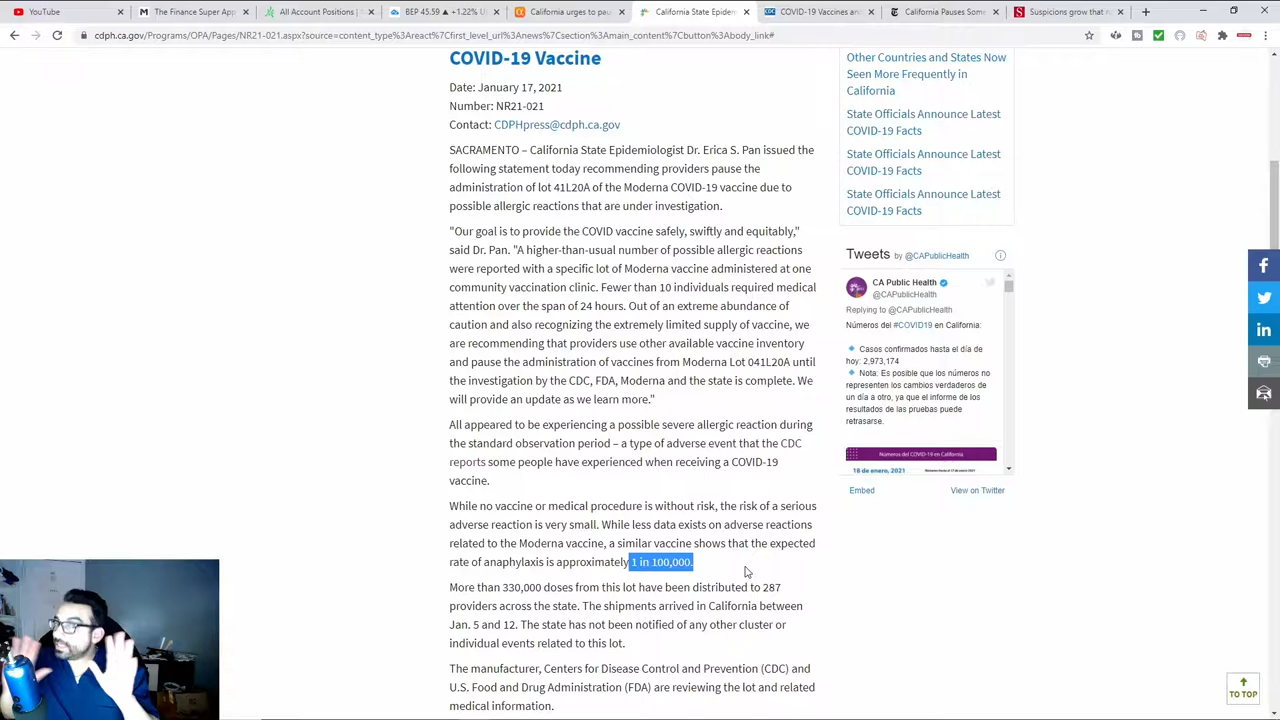 YouTube
The Finance Super App
All Account Positions |
BEP 45.59 ▲ +1.22% U
California urges to pau
California State Epidem
COVID-19 Vaccines and
California Pauses Some
Suspicions grow that n
cdph.ca.gov/Programs/OPA/Pages/NR21-021.aspx?source=content_type%3Areact%7Cfirst_level_url%3Anews%7Csection%3Amain_content%7Cbutton%3Abody_link#
COVID-19 Vaccine
Date: January 17, 2021
Number: NR21-021
Contact: CDPHpress@cdph.ca.gov
SACRAMENTO – California State Epidemiologist Dr. Erica S. Pan issued the
following statement today recommending providers pause the
administration of lot 41L20A of the Moderna COVID-19 vaccine due to
possible allergic reactions that are under investigation.
"Our goal is to provide the COVID vaccine safely, swiftly and equitably,"
said Dr. Pan. "A higher-than-usual number of possible allergic reactions
were reported with a specific lot of Moderna vaccine administered at one
community vaccination clinic. Fewer than 10 individuals required medical
attention over the span of 24 hours. Out of an extreme abundance of
caution and also recognizing the extremely limited supply of vaccine, we
are recommending that providers use other available vaccine inventory
and pause the administration of vaccines from Moderna Lot 041L20A until
the investigation by the CDC, FDA, Moderna and the state is complete. We
will provide an update as we learn more."
All appeared to be experiencing a possible severe allergic reaction during
the standard observation period – a type of adverse event that the CDC
reports some people have experienced when receiving a COVID-19
vaccine.
While no vaccine or medical procedure is without risk, the risk of a serious
adverse reaction is very small. While less data exists on adverse reactions
related to the Moderna vaccine, a similar vaccine shows that the expected
rate of anaphylaxis is approximately 1 in 100,000.
More than 330,000 doses from this lot have been distributed to 287
providers across the state. The shipments arrived in California between
Jan. 5 and 12. The state has not been notified of any other cluster or
individual events related to this lot.
The manufacturer, Centers for Disease Control and Prevention (CDC) and
U.S. Food and Drug Administration (FDA) are reviewing the lot and related
medical information.
Other Countries and States Now
Seen More Frequently in
California
State Officials Announce Latest
COVID-19 Facts
State Officials Announce Latest
COVID-19 Facts
State Officials Announce Latest
COVID-19 Facts
Tweets by @CAPublicHealth
CA Public Health
@CAPublicHealth
Replying to @CAPublicHealth
Números del #COVID19 en California:
Casos confirmados hasta el día de
hoy: 2,973,174
Nota: Es posible que los números no
representen los cambios verdaderos de
un día a otro, ya que el informe de los
resultados de las pruebas puede
retrasarse.
Números del COVID-19 en California
18 de enero, 2021
Embed
View on Twitter
TO TOP